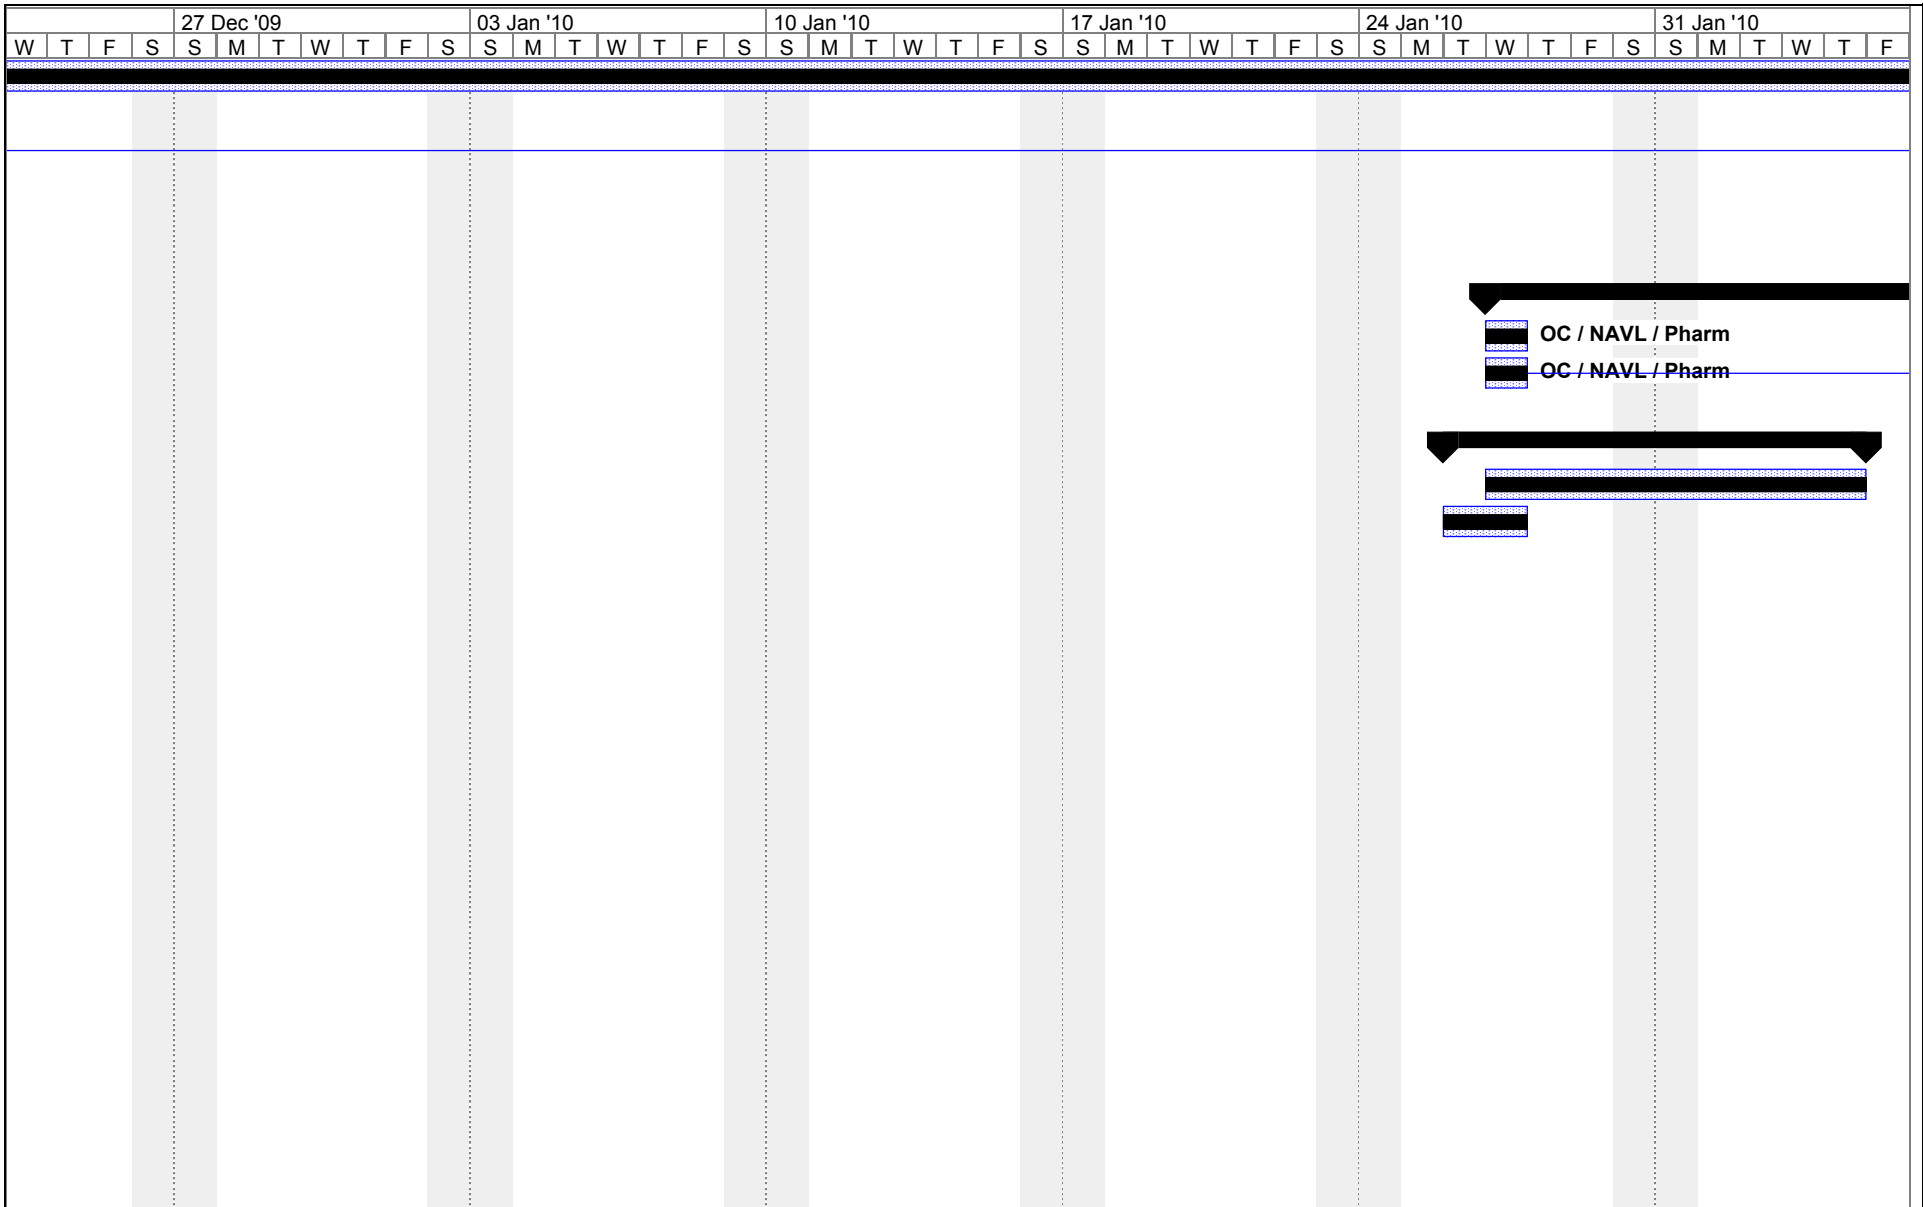 27 Dec '09 03 Jan '10 10 Jan '10 17 Jan '10 24 Jan '10 31 Jan '10
W T F S S M T W T F S S M T W T F S S M T W T F S S M T W T F S S M T W T F S S M T W T F
OC / NAVL / Pharm
OC / NAVL / Pharm